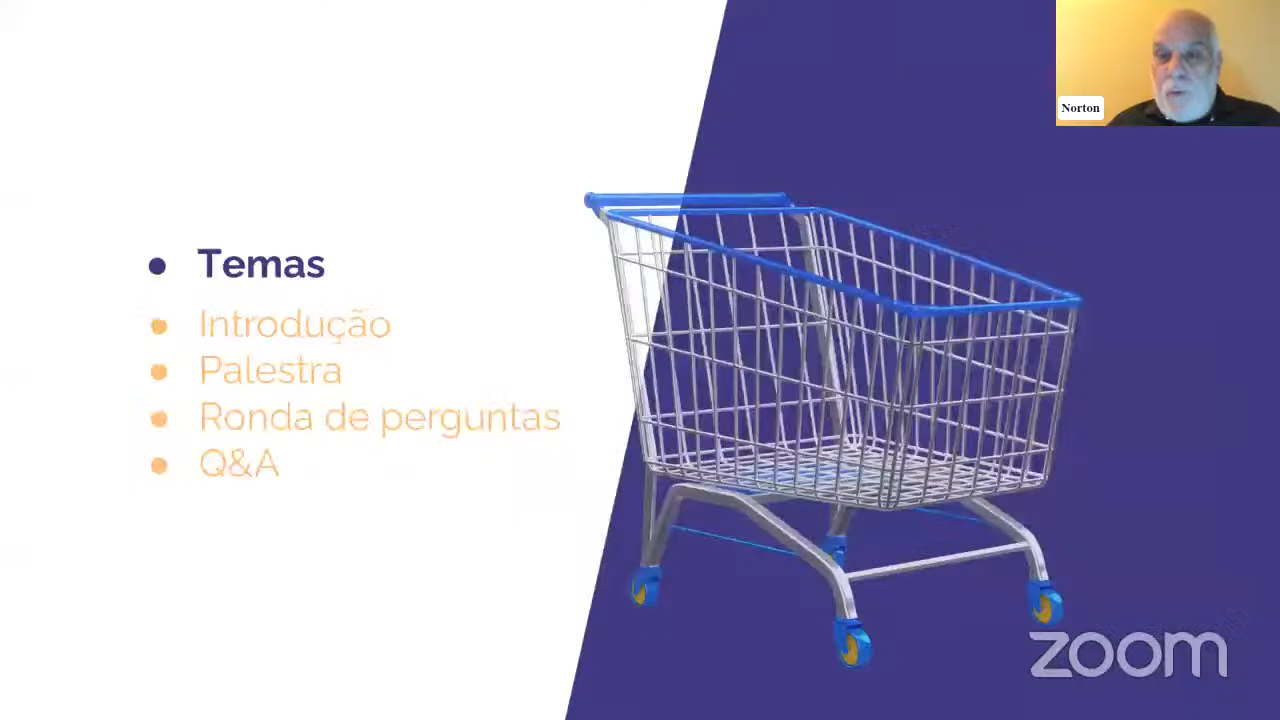 Norton
Temas
Introdução
Palestra
Ronda de perguntas
Q&A
zoom